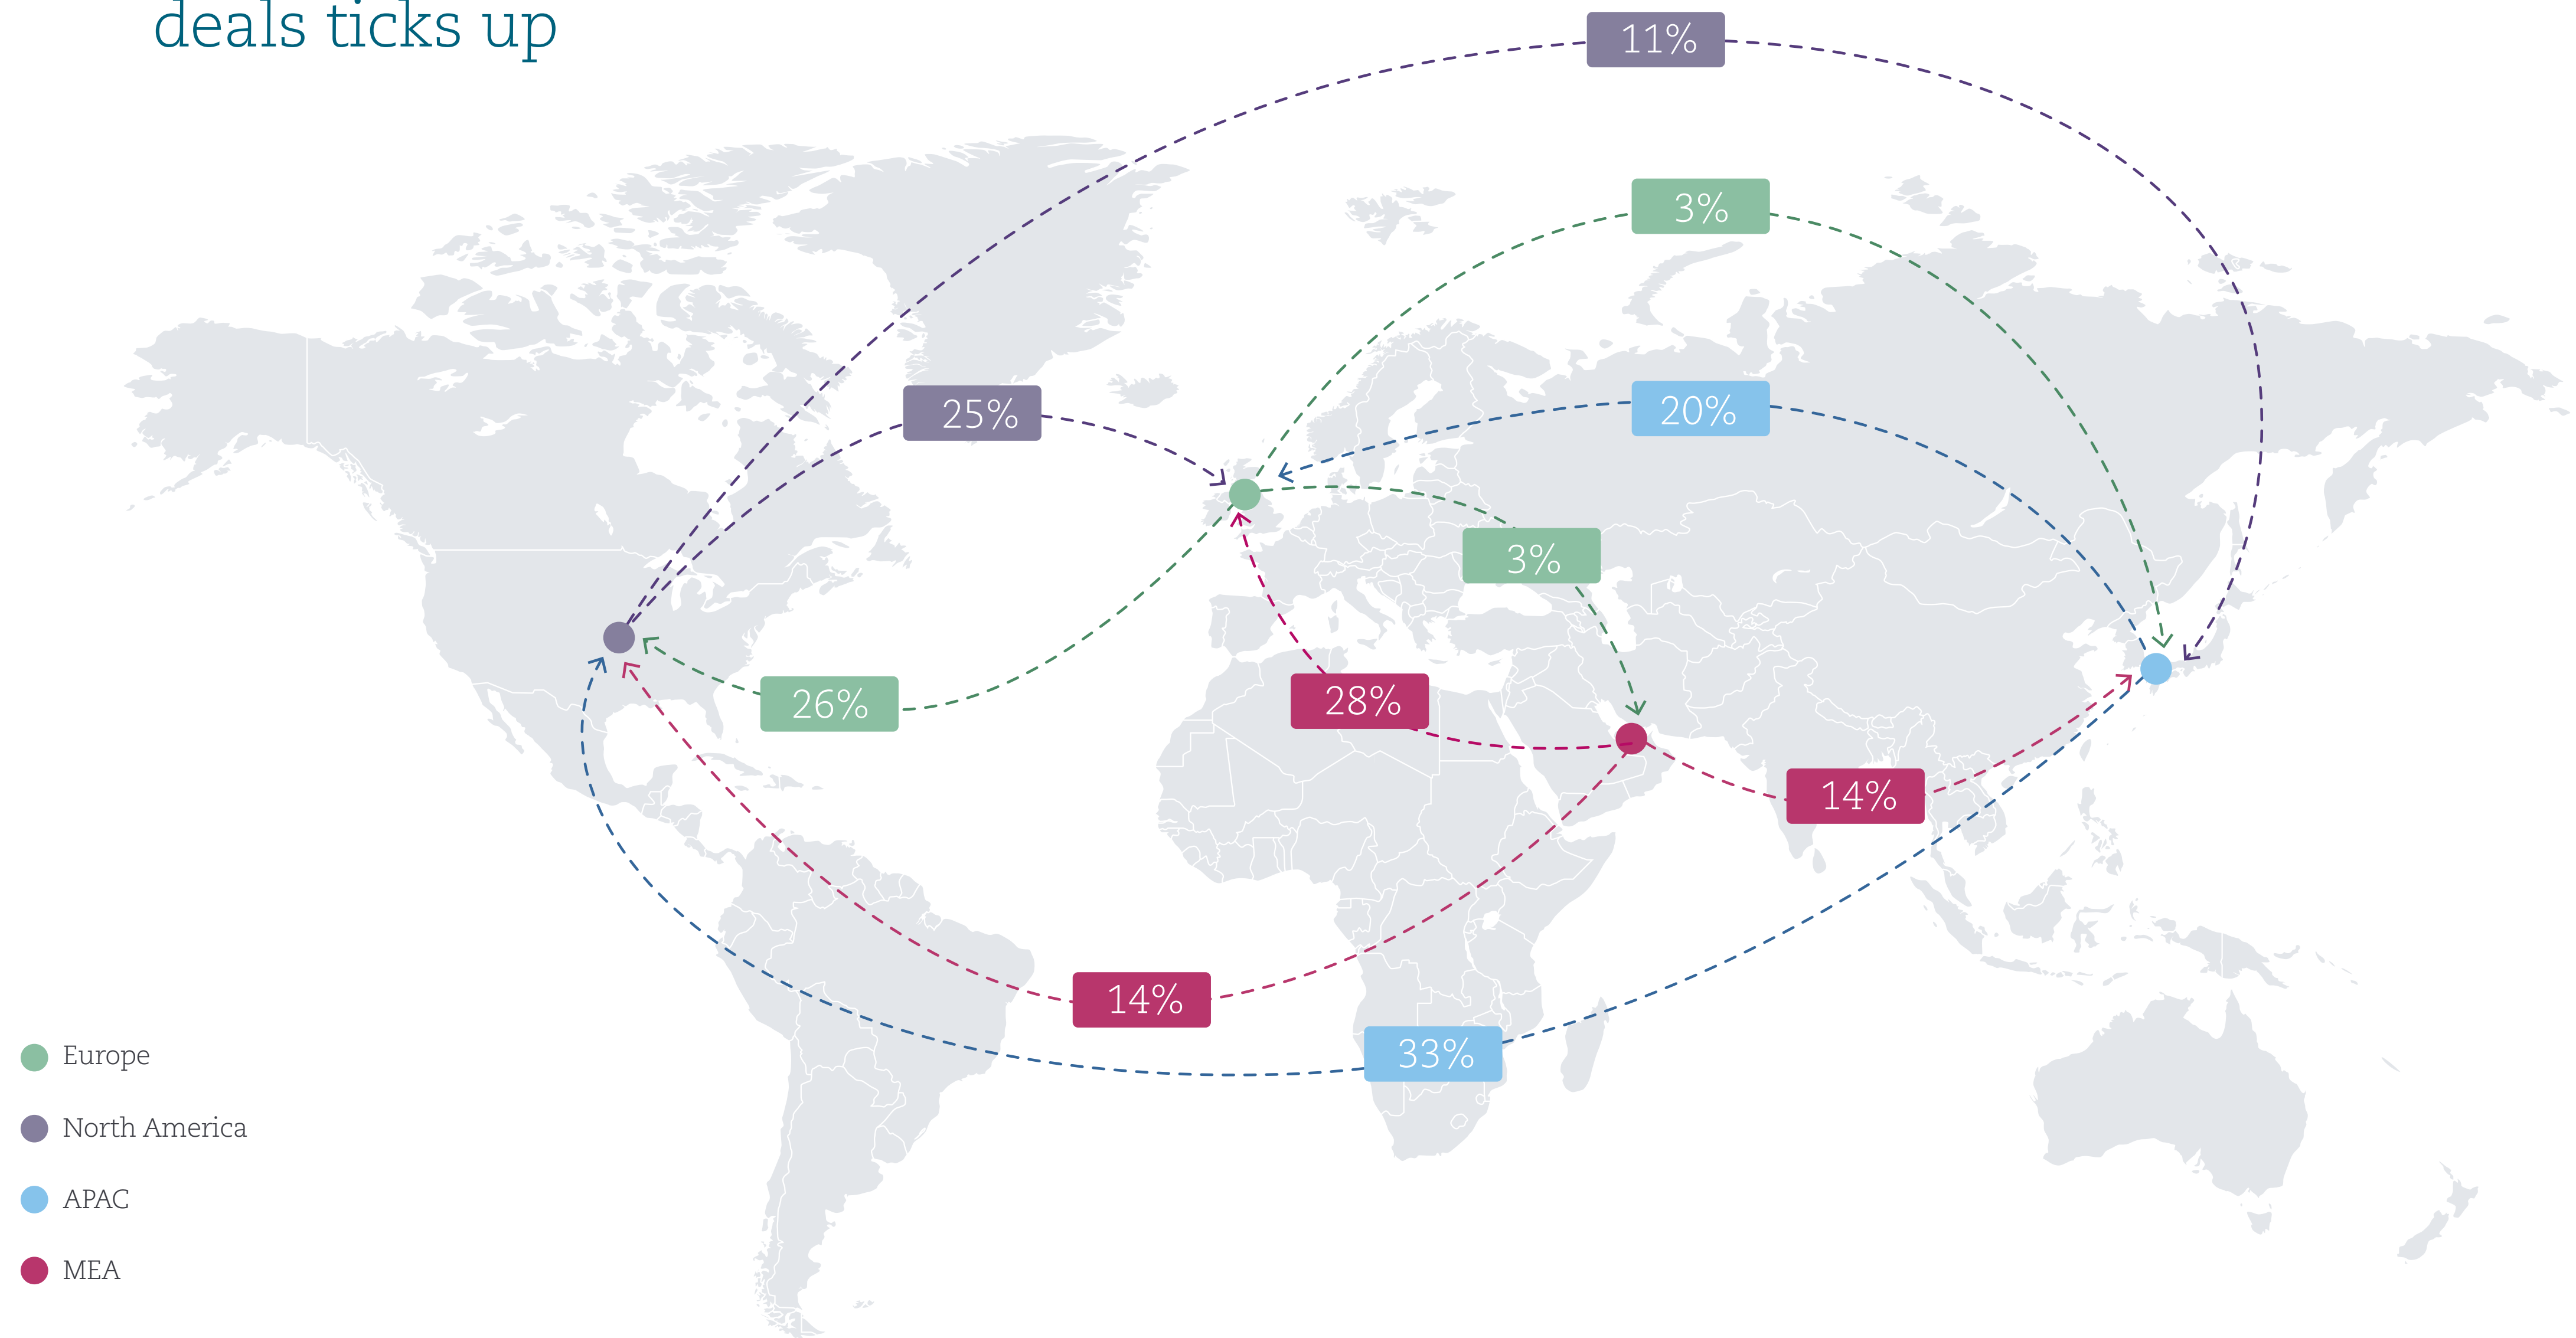 deals ticks up
11%
3%
20%
25%
3%
28%
26%
14%
14%
33%
Europe
North America
APAC
MEA